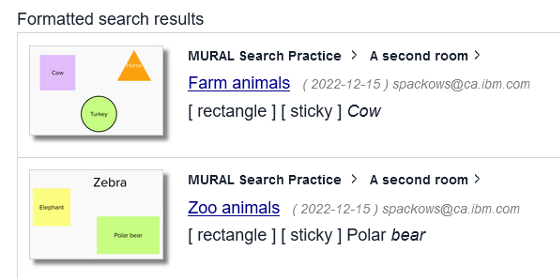 Formatted search results
MURAL Search Practice > A second room >
Farm animals ( 2022-12-15 ) spackows@ca.ibm.com
[ rectangle ] [ sticky ] Cow
Cow
Horse
Turkey
MURAL Search Practice > A second room >
Zoo animals ( 2022-12-15 ) spackows@ca.ibm.com
[ rectangle ] [ sticky ] Polar bear
Zebra
Elephant
Polar bear